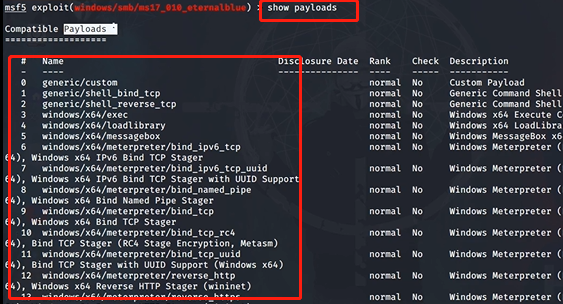 msf5 exploit(windows/smb/ms17_010_eternalblue) > show payloads
Compatible Payloads
===================
#  Name  Disclosure Date  Rank  Check  Description
-  ----  ---------------  ----  -----  -----------
0  generic/custom  normal  No  Custom Payload
1  generic/shell_bind_tcp  normal  No  Generic Command Shell
2  generic/shell_reverse_tcp  normal  No  Generic Command Shell
3  windows/x64/exec  normal  No  Windows x64 Execute Co
4  windows/x64/loadlibrary  normal  No  Windows x64 LoadLibra
5  windows/x64/messagebox  normal  No  Windows MessageBox x6
6  windows/x64/meterpreter/bind_ipv6_tcp  normal  No  Windows Meterpreter (
64), Windows x64 IPv6 Bind TCP Stager
7  windows/x64/meterpreter/bind_ipv6_tcp_uuid  normal  No  Windows Meterpreter (
64), Windows x64 IPv6 Bind TCP Stager with UUID Support
8  windows/x64/meterpreter/bind_named_pipe  normal  No  Windows Meterpreter (
64), Windows x64 Bind Named Pipe Stager
9  windows/x64/meterpreter/bind_tcp  normal  No  Windows Meterpreter (
64), Windows x64 Bind TCP Stager
10  windows/x64/meterpreter/bind_tcp_rc4  normal  No  Windows Meterpreter (
64), Bind TCP Stager (RC4 Stage Encryption, Metasm)
11  windows/x64/meterpreter/bind_tcp_uuid  normal  No  Windows Meterpreter (
64), Bind TCP Stager with UUID Support (Windows x64)
12  windows/x64/meterpreter/reverse_http  normal  No  Windows Meterpreter (
64), Windows x64 Reverse HTTP Stager (wininet)
13  windows/x64/meterpreter/reverse_https  normal  No  Windows Meterpreter (